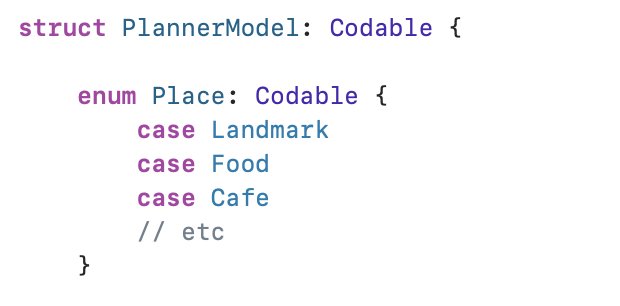 struct PlannerModel: Codable {
enum Place: Codable {
case Landmark
case Food
case Cafe
// etc
}